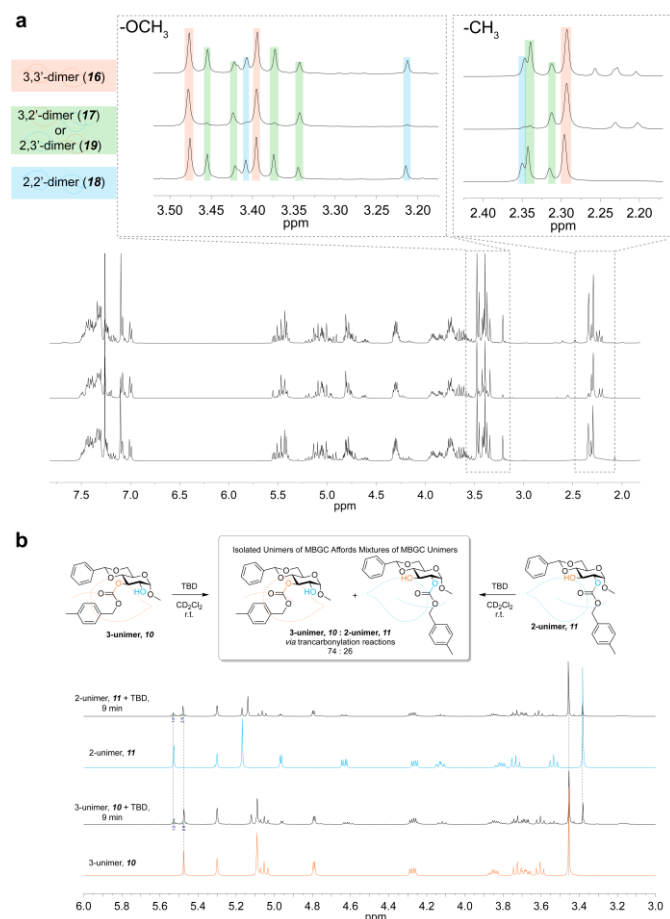 a
-OCH3
-CH3
3,3'-dimer (16)
3,2'-dimer (17)
or
2,3'-dimer (19)
2,2'-dimer (18)
3.50 3.45 3.40 3.35 3.30 3.25 3.20
ppm
2.40 2.35 2.30 2.25 2.20
ppm
7.5 7.0 6.5 6.0 5.5 5.0 4.5 4.0 3.5 3.0 2.5 2.0
ppm
b
Isolated Unimers of MBGC Affords Mixtures of MBGC Unimers
TBD
CD2Cl2
r.t.
3-unimer, 10
+
3-unimer, 10 : 2-unimer, 11
via trancarbonylation reactions
74 : 26
TBD
CD2Cl2
r.t.
2-unimer, 11
2-unimer, 11 + TBD,
9 min
2-unimer, 11
3-unimer, 10 + TBD,
9 min
3-unimer, 10
6.0 5.8 5.6 5.4 5.2 5.0 4.8 4.6 4.4 4.2 4.0 3.8 3.6 3.4 3.2 3.0
ppm